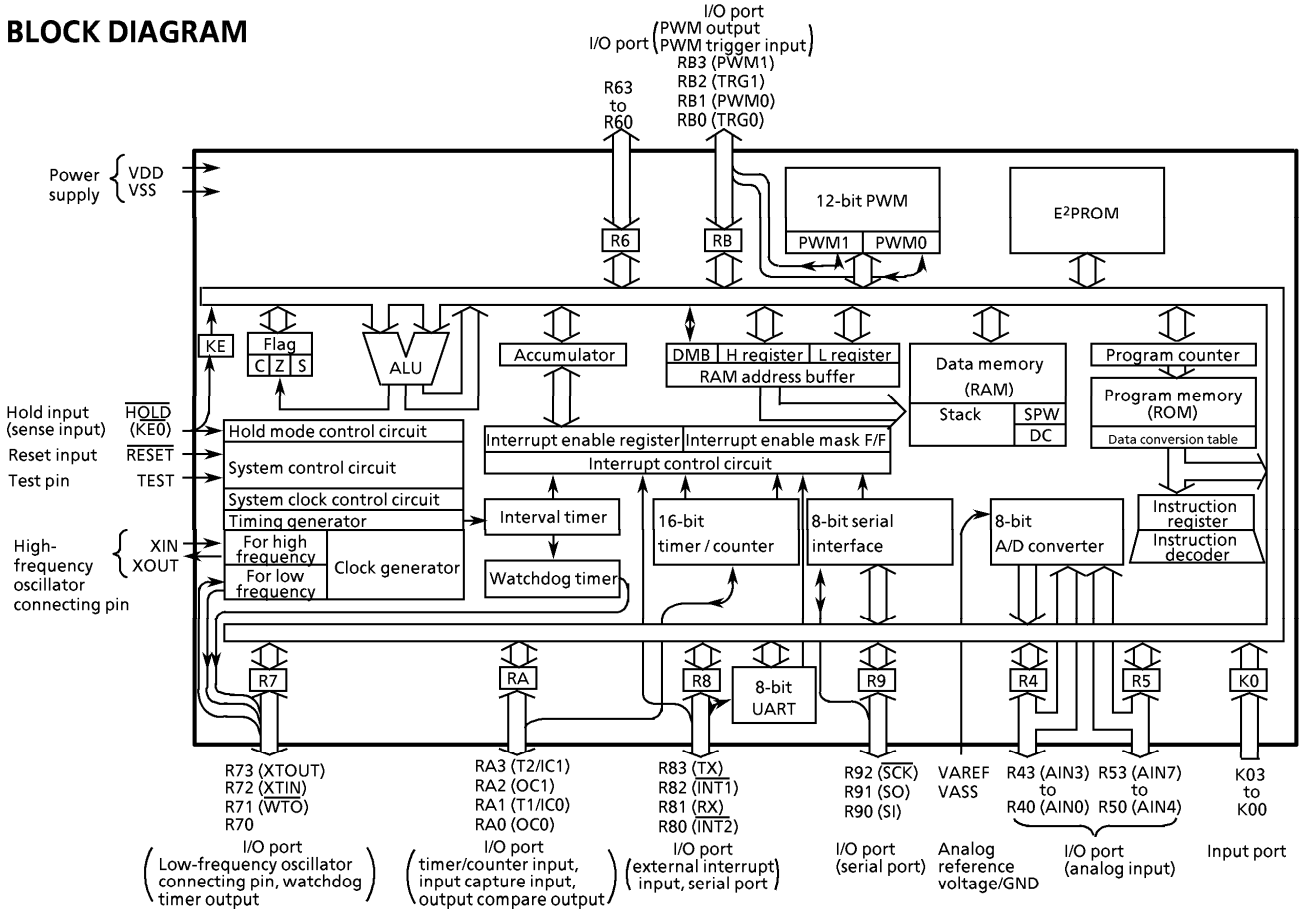 BLOCK DIAGRAM
I/O port
I/O port (PWM output
PWM trigger input)
RB3 (PWM1)
RB2 (TRG1)
RB1 (PWM0)
RB0 (TRG0)
R63
to
R60
Power
supply
VDD
VSS
12-bit PWM
PWM1 PWM0
E²PROM
R6
RB
KE
Flag
C Z S
ALU
Accumulator
DMB H register L register
RAM address buffer
Data memory
(RAM)
Stack SPW
DC
Program counter
Program memory
(ROM)
Data conversion table
Hold input
(sense input)
HOLD
(KE0)
Reset input RESET
Test pin TEST
Hold mode control circuit
System control circuit
System clock control circuit
Timing generator
For high
frequency
For low
frequency
Clock generator
Interrupt enable register Interrupt enable mask F/F
Interrupt control circuit
Interval timer
Watchdog timer
16-bit
timer / counter
8-bit serial
interface
8-bit
A/D converter
Instruction
register
Instruction
decoder
High-
frequency
oscillator
connecting pin
XIN
XOUT
R7
RA
R8
8-bit
UART
R9
R4
R5
K0
R73 (XTOUT)
R72 (XTIN)
R71 (WTO)
R70
I/O port
(Low-frequency oscillator
connecting pin, watchdog
timer output)
RA3 (T2/IC1)
RA2 (OC1)
RA1 (T1/IC0)
RA0 (OC0)
I/O port
(timer/counter input,
input capture input,
output compare output)
R83 (TX)
R82 (INT1)
R81 (RX)
R80 (INT2)
I/O port
(external interrupt
input, serial port)
R92 (SCK)
R91 (SO)
R90 (SI)
I/O port
(serial port)
VAREF
VASS
Analog
reference
voltage/GND
R43 (AIN3)
to
R40 (AIN0)
R53 (AIN7)
to
R50 (AIN4)
I/O port
(analog input)
K03
to
K00
Input port